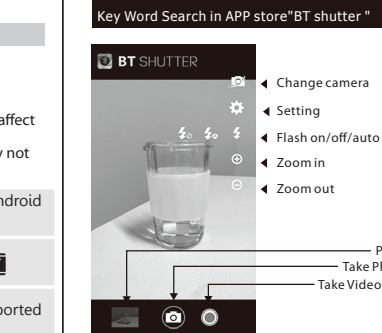 Key Word Search in APP store"BT shutter "
affect
not
ndroid
ported
BT SHUTTER
Change camera
Setting
Flash on/off/auto
Zoom in
Zoom out
Take
Take Video